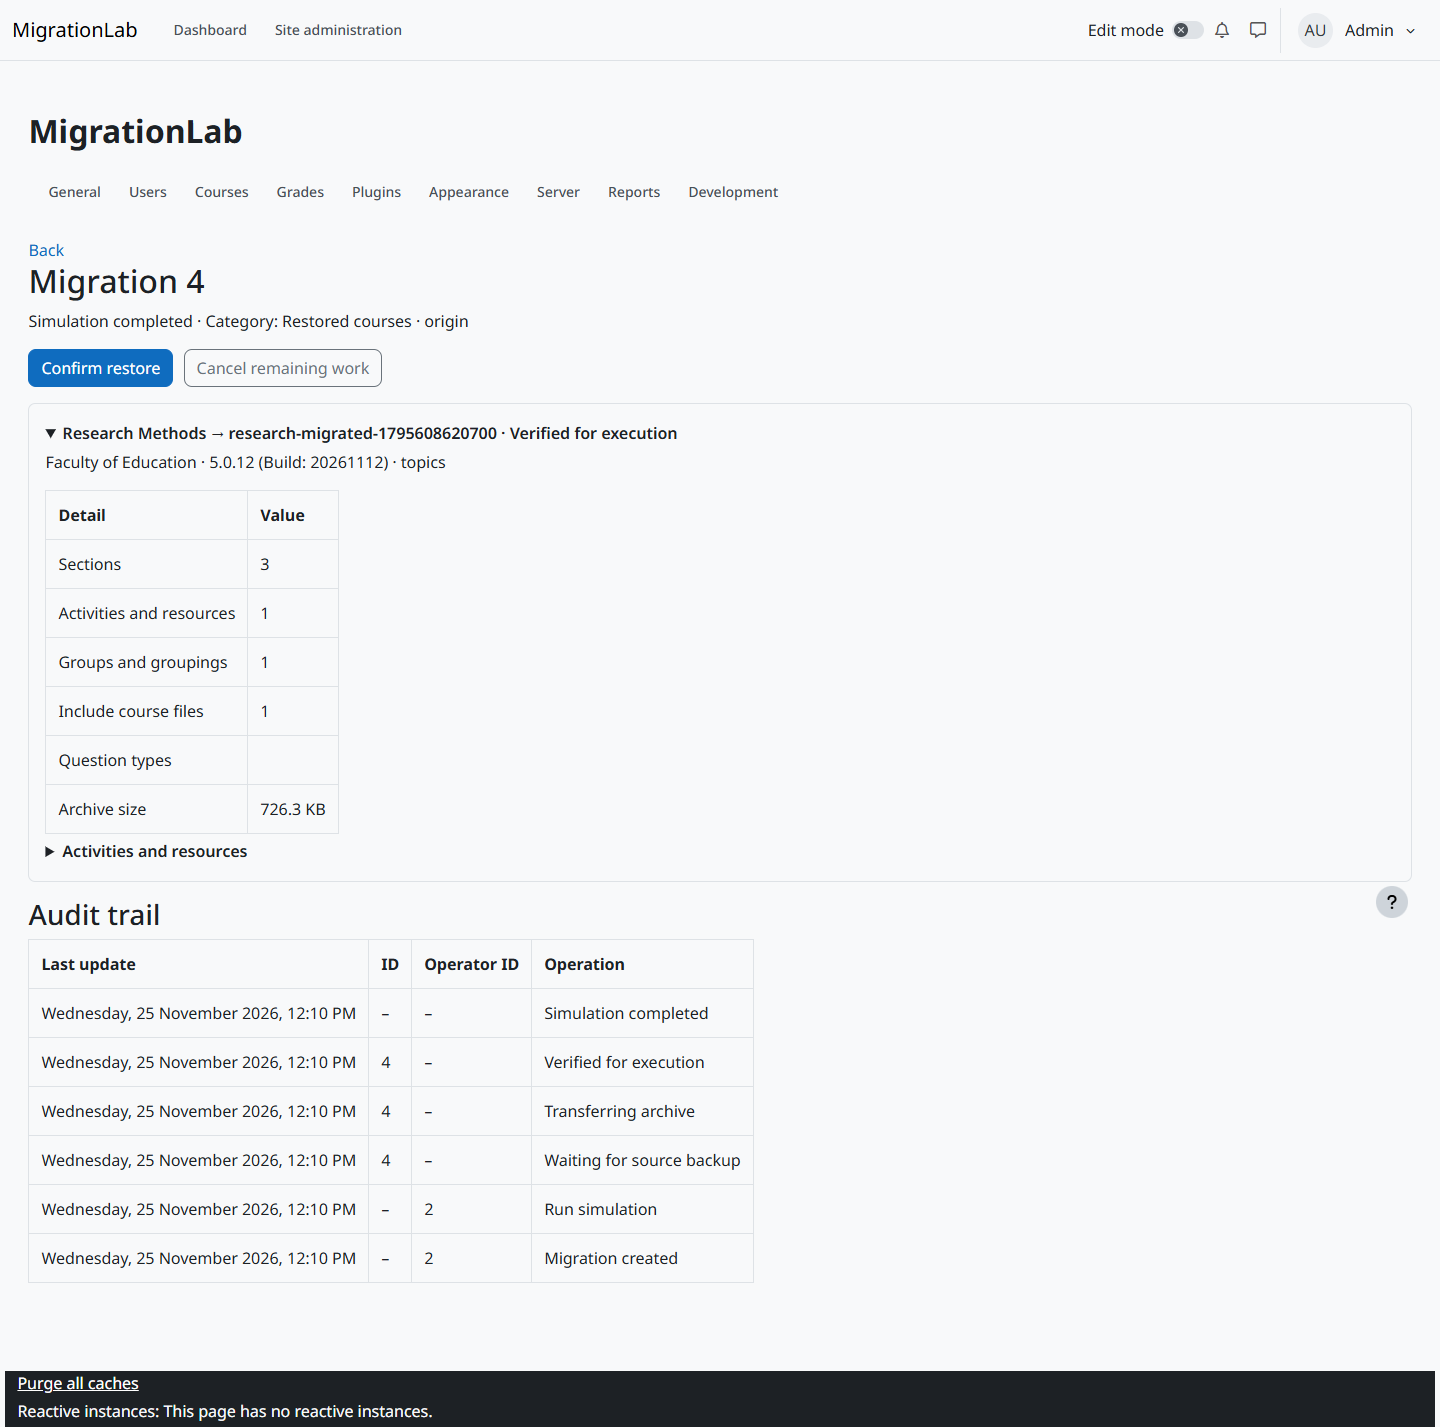 MigrationLab Dashboard Site administration Edit mode AU Admin
MigrationLab
General Users Courses Grades Plugins Appearance Server Reports Development
Back
Migration 4
Simulation completed · Category: Restored courses · origin
Confirm restore Cancel remaining work
▼ Research Methods → research-migrated-1795608620700 · Verified for execution
Faculty of Education · 5.0.12 (Build: 20261112) · topics
Detail Value
Sections 3
Activities and resources 1
Groups and groupings 1
Include course files 1
Question types
Archive size 726.3 KB
▶ Activities and resources
?
Audit trail
Last update ID Operator ID Operation
Wednesday, 25 November 2026, 12:10 PM – – Simulation completed
Wednesday, 25 November 2026, 12:10 PM 4 – Verified for execution
Wednesday, 25 November 2026, 12:10 PM 4 – Transferring archive
Wednesday, 25 November 2026, 12:10 PM 4 – Waiting for source backup
Wednesday, 25 November 2026, 12:10 PM – 2 Run simulation
Wednesday, 25 November 2026, 12:10 PM – 2 Migration created
Purge all caches
Reactive instances: This page has no reactive instances.